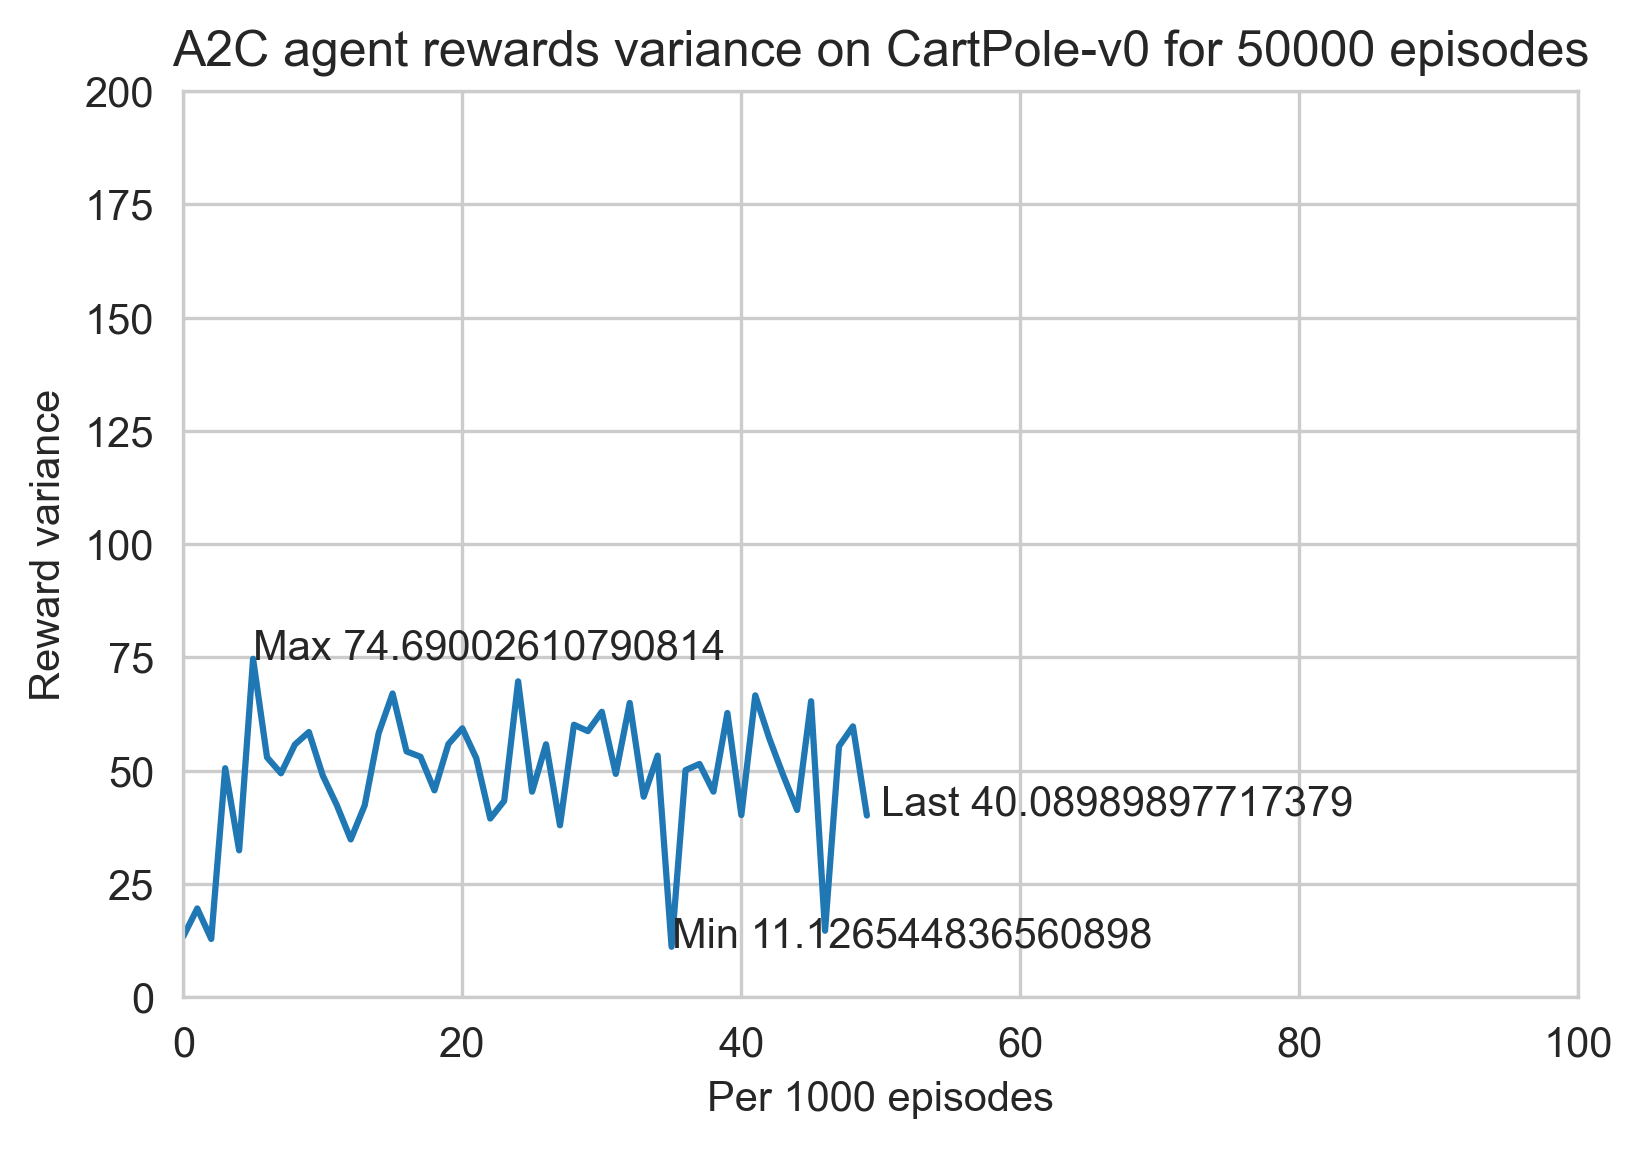 A2C agent rewards variance on CartPole-v0 for 50000 episodes
200
175
150
125
100
75
50
25
0
Reward variance
Max 74.69002610790814
Last 40.08989897717379
Min 11.126544836560898
0 20 40 60 80 100
Per 1000 episodes